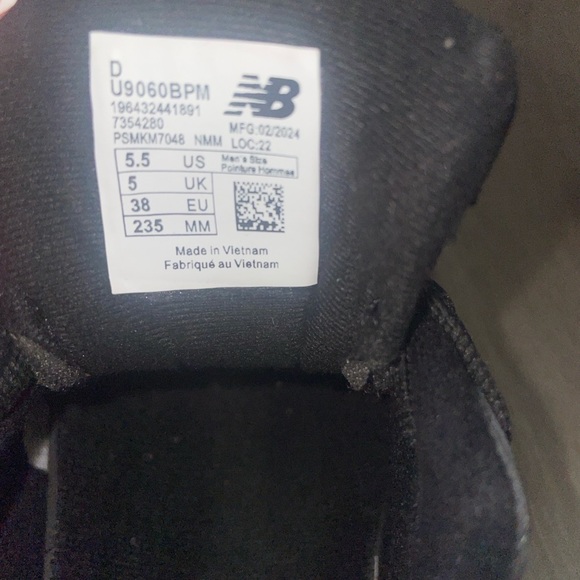 D
U9060BPM
196432441891
7354280
PSMKM7048 NMM
NB
MFG:02/2024
LOC:22
5.5 US
5 UK
38 EU
235 MM
Men's Size
Pointure Hommes
Made in Vietnam
Fabriqué au Vietnam